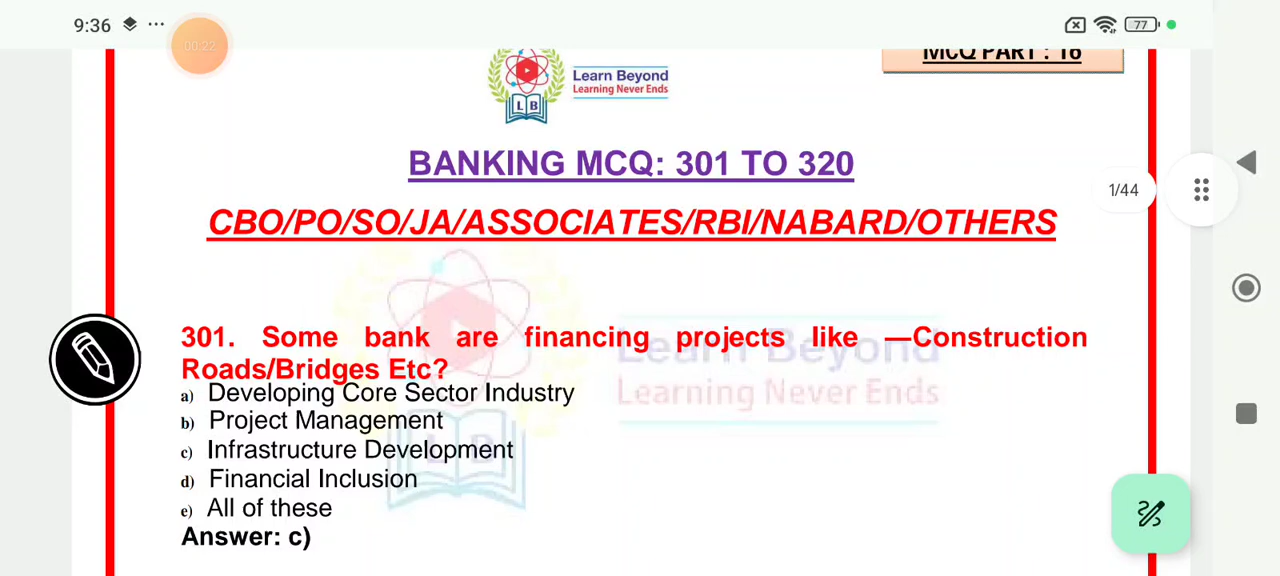 9:36
77
00:22
MCQ PART : 16
Learn Beyond
Learning Never Ends
L B
BANKING MCQ: 301 TO 320
1/44
CBO/PO/SO/JA/ASSOCIATES/RBI/NABARD/OTHERS
301. Some bank are financing projects like —Construction
Roads/Bridges Etc?
a) Developing Core Sector Industry
b) Project Management
c) Infrastructure Development
d) Financial Inclusion
e) All of these
Answer: c)
Learn Beyond
Learning Never Ends
L B